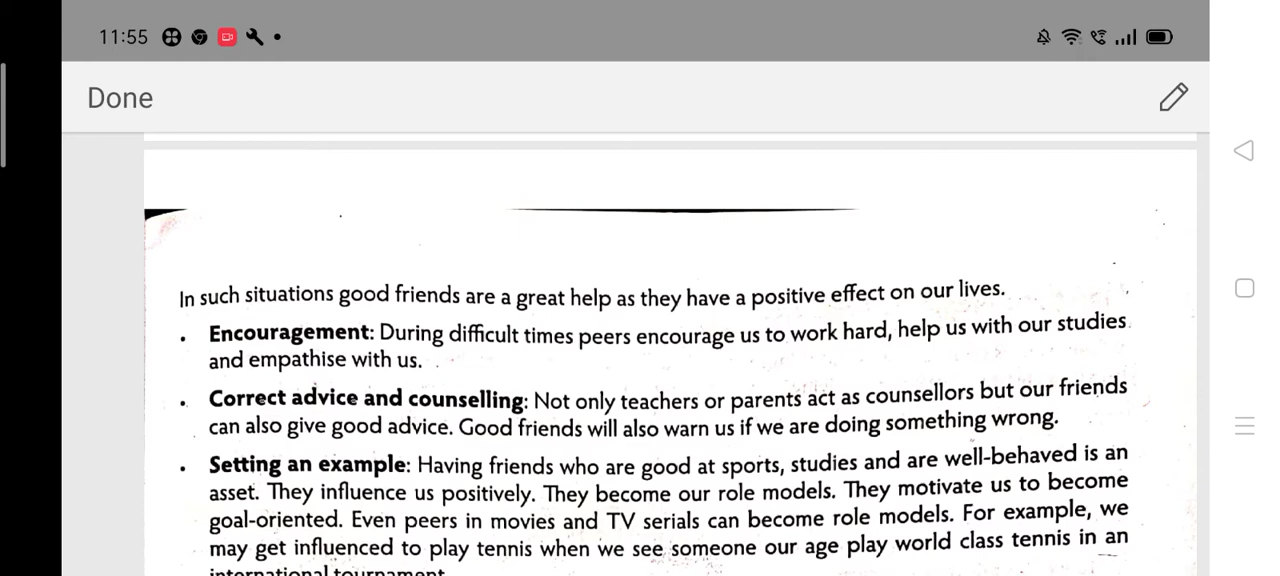 11:55
Done
In such situations good friends are a great help as they have a positive effect on our lives.
• Encouragement: During difficult times peers encourage us to work hard, help us with our studies
and empathise with us.
• Correct advice and counselling: Not only teachers or parents act as counsellors but our friends
can also give good advice. Good friends will also warn us if we are doing something wrong.
• Setting an example: Having friends who are good at sports, studies and are well-behaved is an
asset. They influence us positively. They become our role models. They motivate us to become
goal-oriented. Even peers in movies and TV serials can become role models. For example, we
may get influenced to play tennis when we see someone our age play world class tennis in an
international tournament